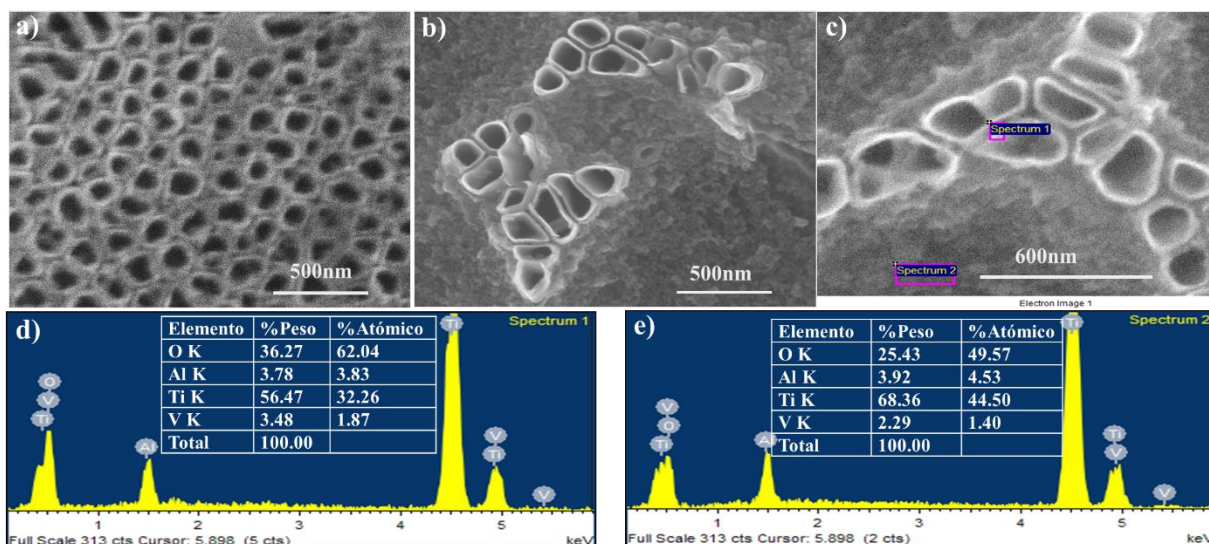 a)
500nm
b)
500nm
c)
Spectrum 1
Spectrum 2
600nm
Electron Image 1
d)
Spectrum 1
Elemento %Peso %Atómico
O K 36.27 62.04
Al K 3.78 3.83
Ti K 56.47 32.26
V K 3.48 1.87
Total 100.00
O
V
Ti
Al
Ti
V
Ti
V
1 2 3 4 5
Full Scale 313 cts Cursor: 5.898 (5 cts) keV
e)
Spectrum 2
Elemento %Peso %Atómico
O K 25.43 49.57
Al K 3.92 4.53
Ti K 68.36 44.50
V K 2.29 1.40
Total 100.00
V
O
Ti
Al
Ti
Ti
V
V
1 2 3 4 5
Full Scale 313 cts Cursor: 5.898 (2 cts) keV